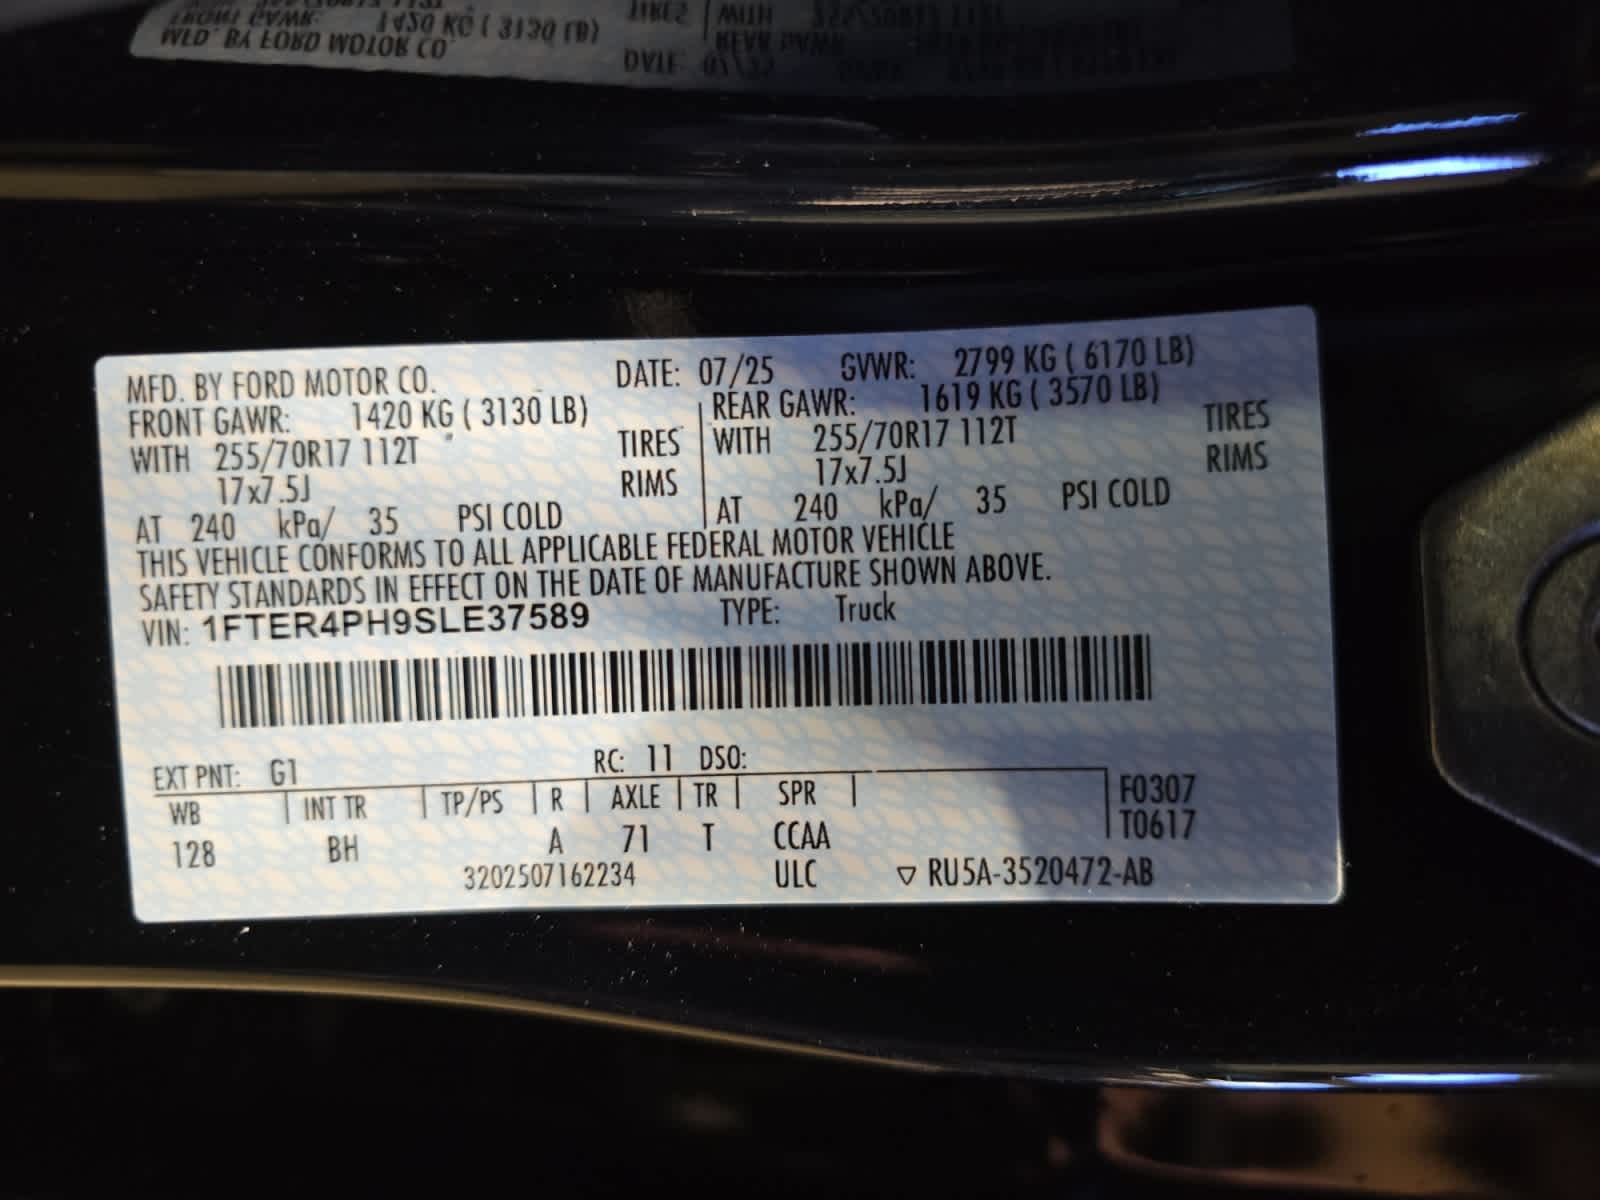 MFD. BY FORD MOTOR CO. DATE: 07/25 GVWR: 2799 KG ( 6170 LB)
FRONT GAWR: 1420 KG ( 3130 LB) REAR GAWR: 1619 KG ( 3570 LB)
WITH 255/70R17 112T TIRES WITH 255/70R17 112T TIRES
17x7.5J RIMS 17x7.5J RIMS
AT 240 kPa/ 35 PSI COLD AT 240 kPa/ 35 PSI COLD
THIS VEHICLE CONFORMS TO ALL APPLICABLE FEDERAL MOTOR VEHICLE
SAFETY STANDARDS IN EFFECT ON THE DATE OF MANUFACTURE SHOWN ABOVE.
VIN: 1FTER4PH9SLE37589 TYPE: Truck
EXT PNT: G1 RC: 11 DSO:
WB INT TR TP/PS R AXLE TR SPR F0307
128 BH A 71 T CCAA T0617
3202507162234 ULC ▽ RU5A-3520472-AB